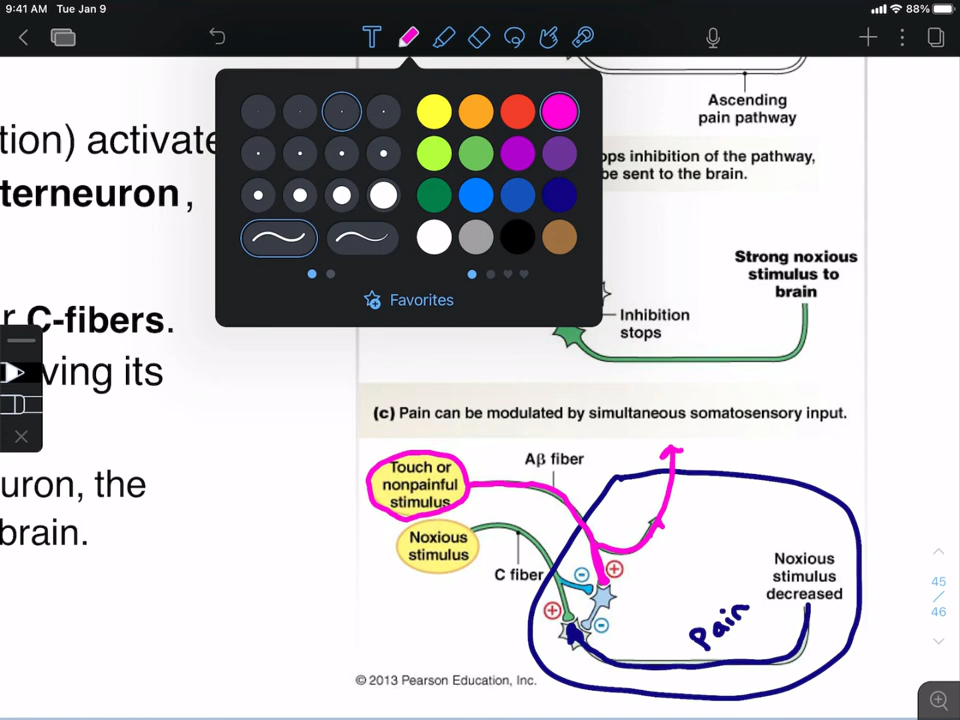 9:41 AM Tue Jan 9
88%
T
Ascending
pain pathway
tion) activate
ops inhibition of the pathway,
be sent to the brain.
terneuron,
Strong noxious
stimulus to
brain
Favorites
r C-fibers.
Inhibition
stops
ving its
(c) Pain can be modulated by simultaneous somatosensory input.
Touch or
nonpainful
stimulus
Aβ fiber
uron, the
brain.
Noxious
stimulus
C fiber
Noxious
stimulus
decreased
45
/
46
Pain
© 2013 Pearson Education, Inc.